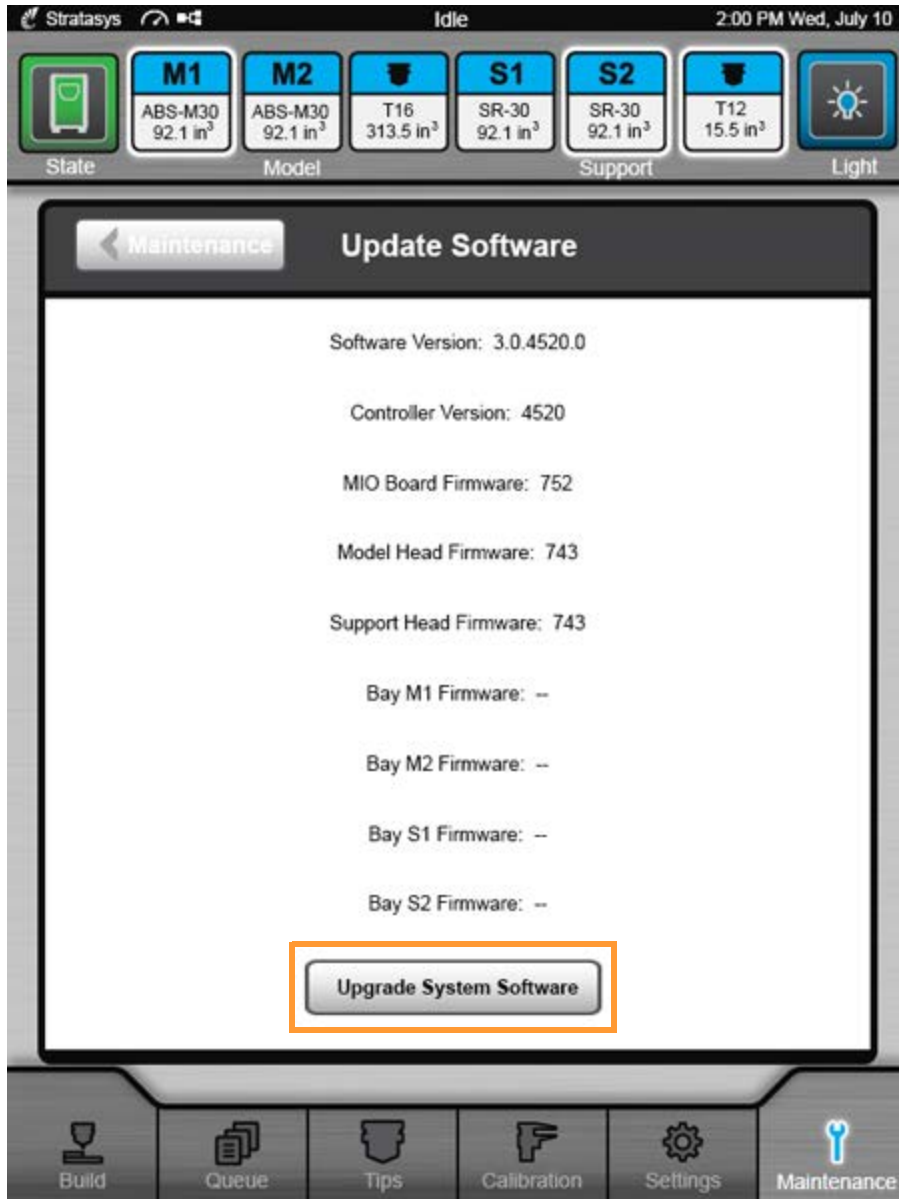 Stratasys Idle 2:00 PM Wed, July 10
M1 M2 S1 S2
ABS-M30 ABS-M30 T16 SR-30 SR-30 T12
92.1 in³ 92.1 in³ 313.5 in³ 92.1 in³ 92.1 in³ 15.5 in³
State Model Support Light
Maintenance Update Software
Software Version: 3.0.4520.0
Controller Version: 4520
MIO Board Firmware: 752
Model Head Firmware: 743
Support Head Firmware: 743
Bay M1 Firmware: --
Bay M2 Firmware: --
Bay S1 Firmware: --
Bay S2 Firmware: --
Upgrade System Software
Build Queue Tips Calibration Settings Maintenance